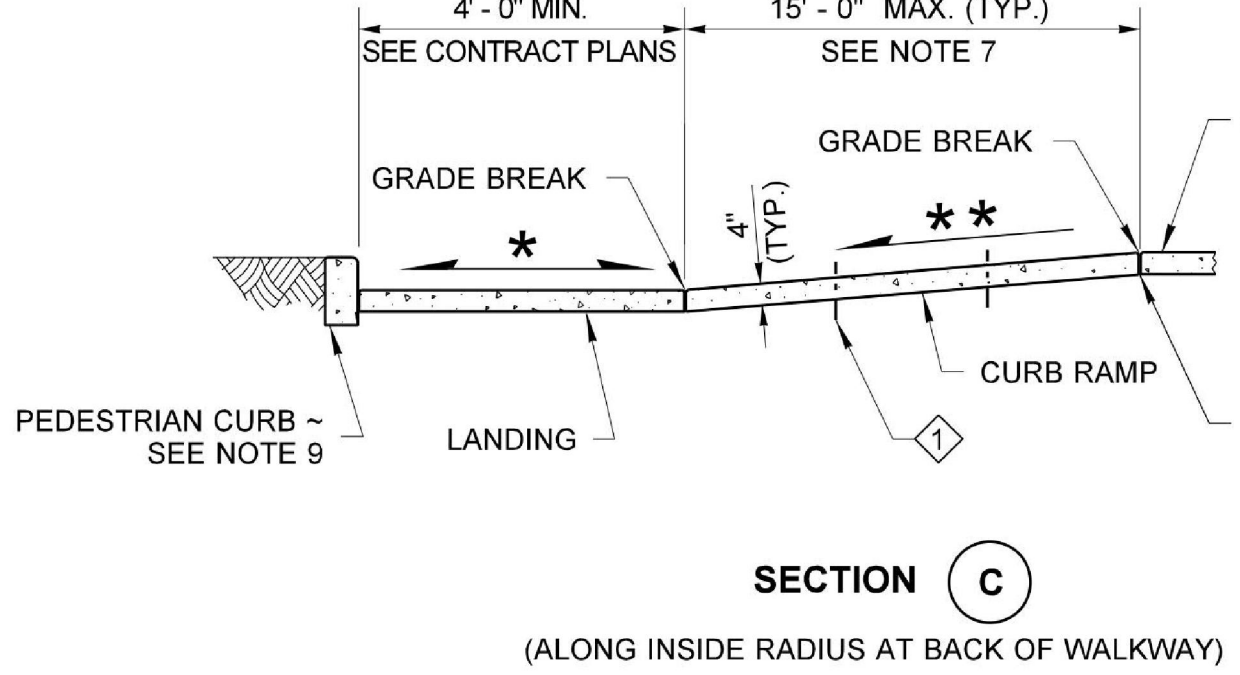 4' - 0" MIN.
15' - 0" MAX. (TYP.)
SEE CONTRACT PLANS
SEE NOTE 7
GRADE BREAK
GRADE BREAK
4"
(TYP.)
*
* *
CURB RAMP
PEDESTRIAN CURB ~
SEE NOTE 9
LANDING
1
SECTION C
(ALONG INSIDE RADIUS AT BACK OF WALKWAY)